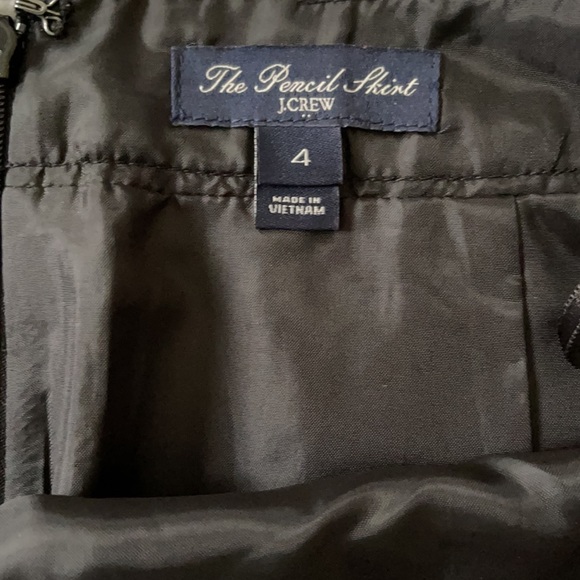 The Pencil Skirt
J.CREW
4
MADE IN
VIETNAM